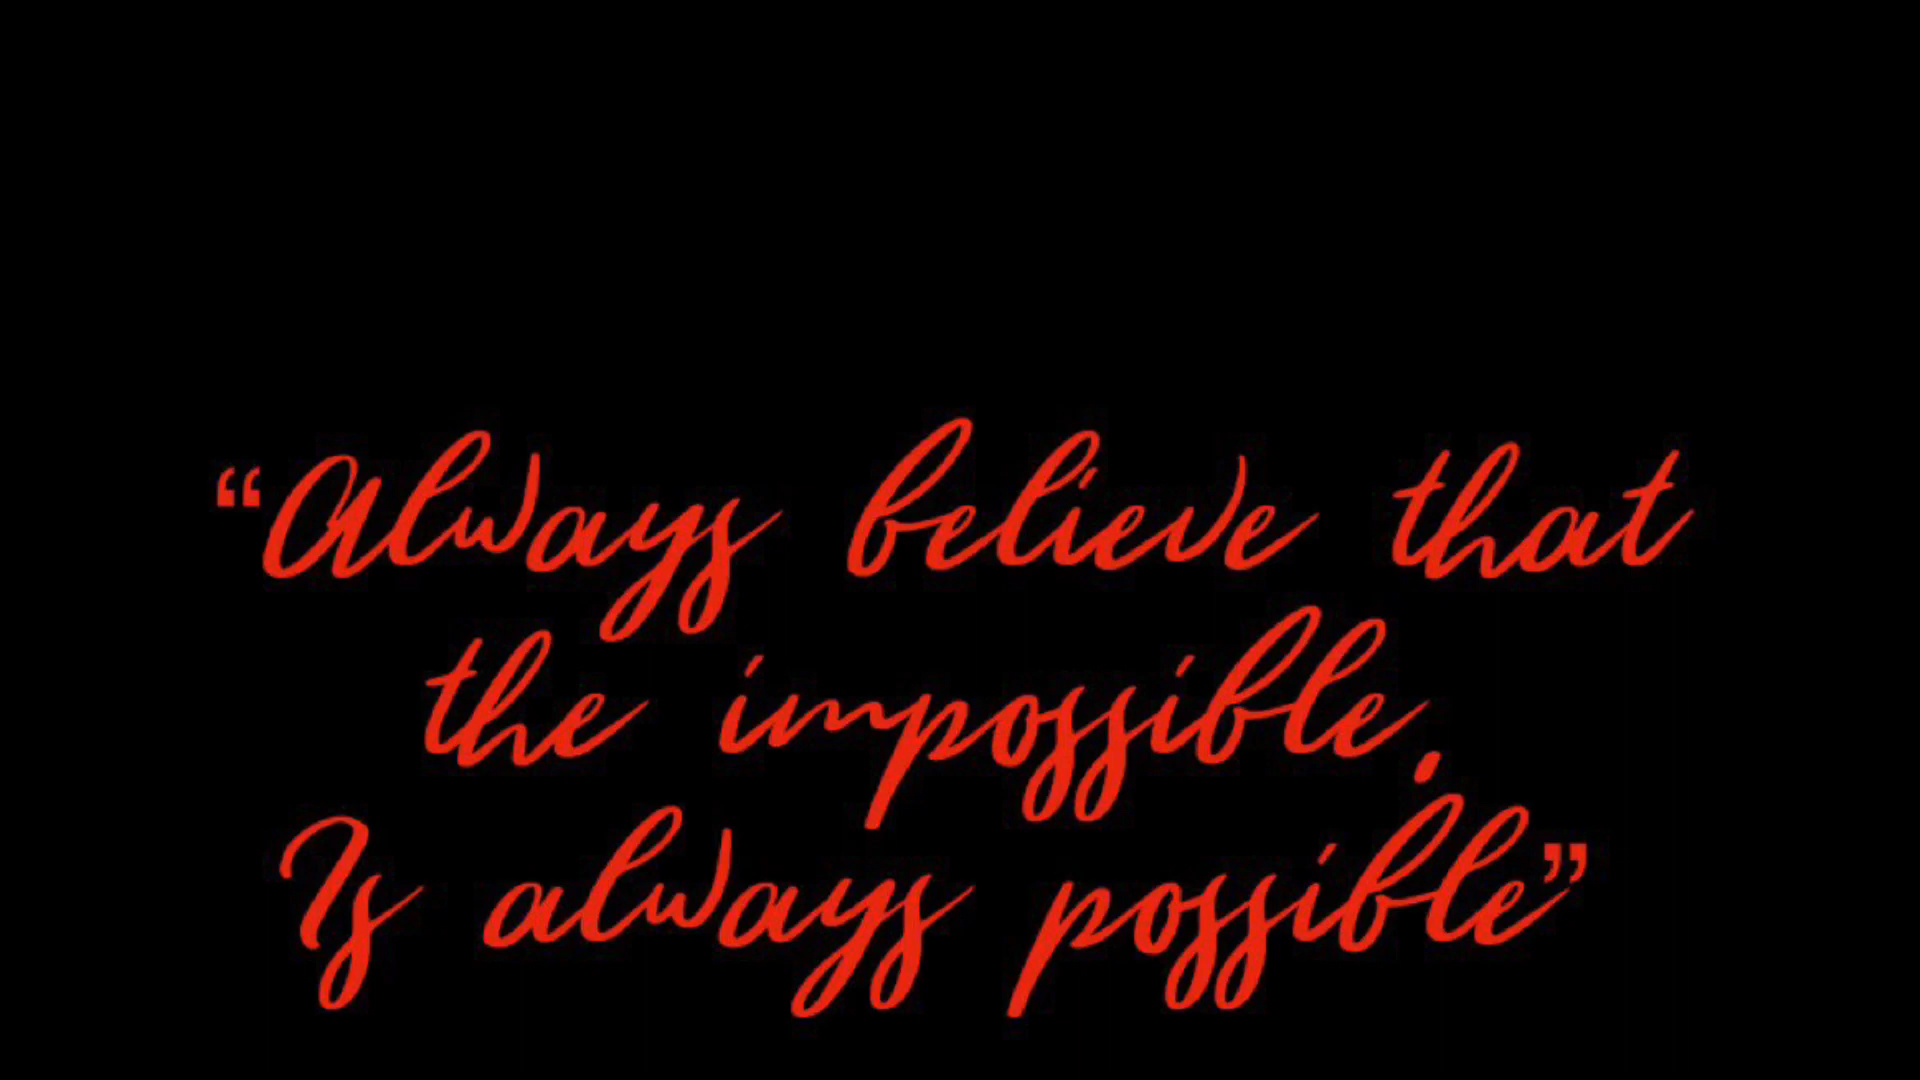 “Always believe that
the impossible.
Is always possible”